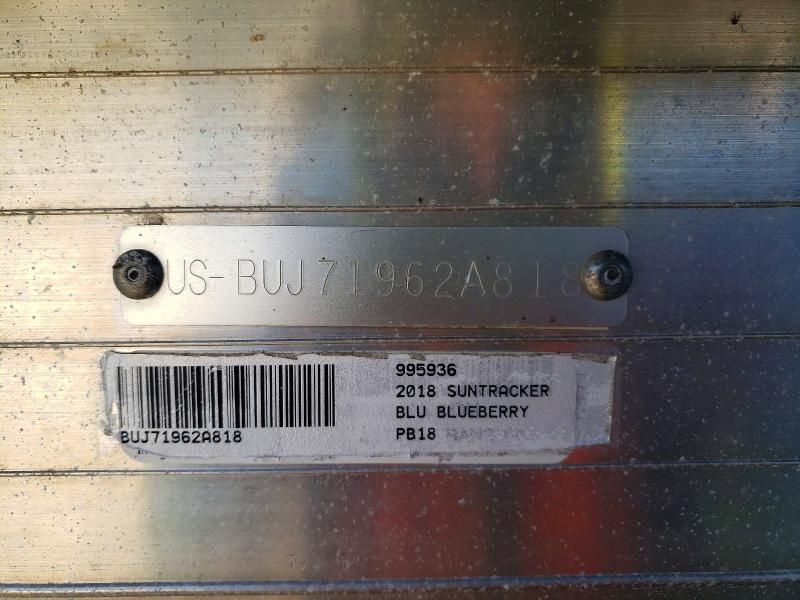 US-BUJ71962A818
995936
2018 SUNTRACKER
BLU BLUEBERRY
BUJ71962A818
PB18